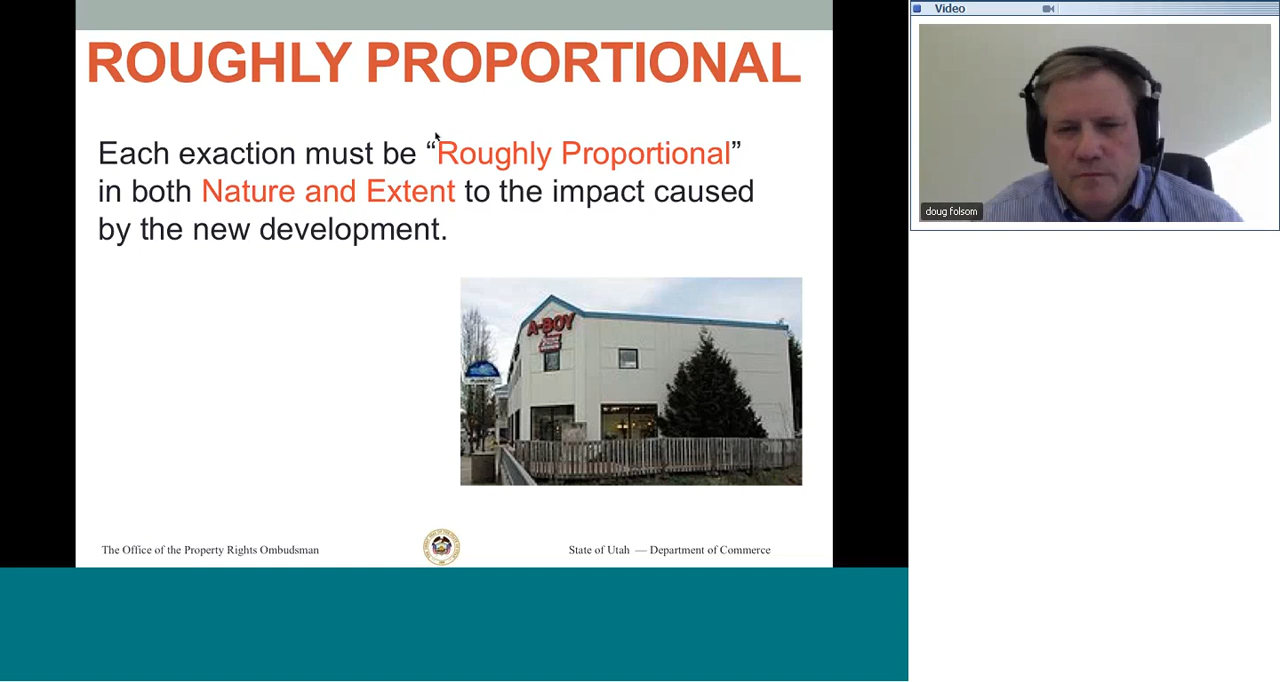 ROUGHLY PROPORTIONAL
Each exaction must be “Roughly Proportional”
in both Nature and Extent to the impact caused
by the new development.
A-BOY
The Office of the Property Rights Ombudsman
State of Utah — Department of Commerce
Video
doug folsom